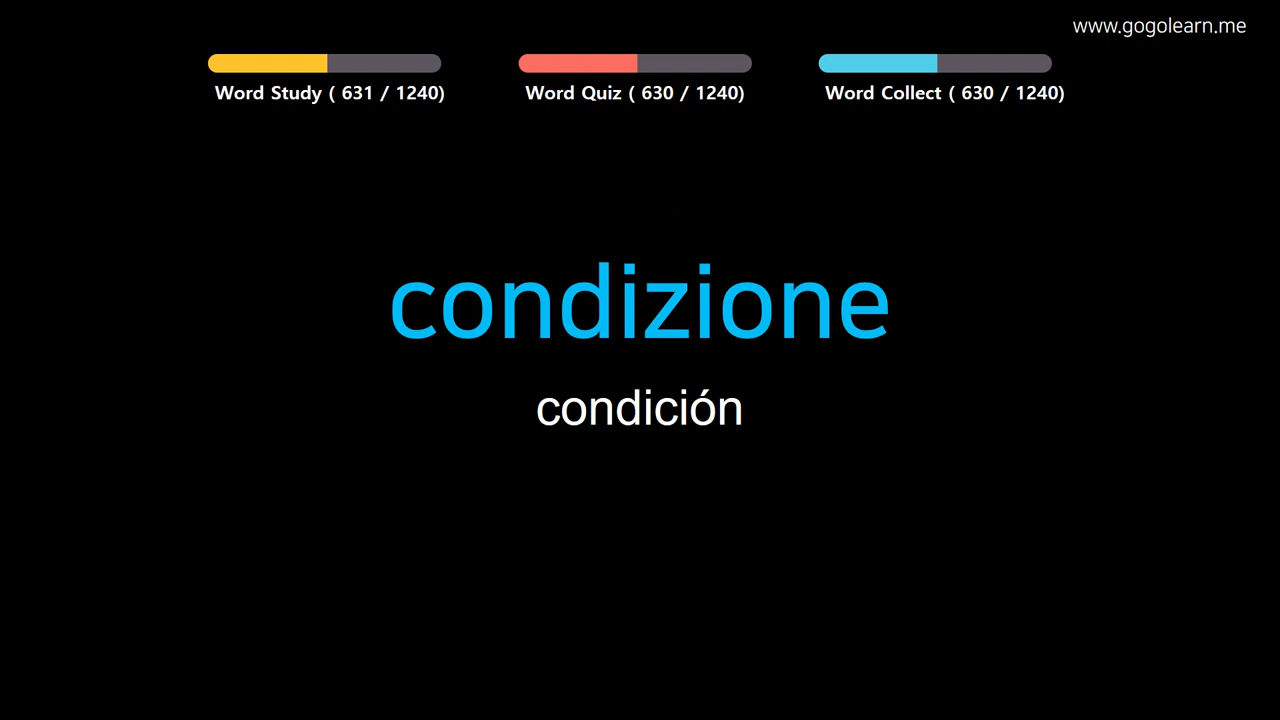 www.gogolearn.me
Word Study ( 631 / 1240)
Word Quiz ( 630 / 1240)
Word Collect ( 630 / 1240)
condizione
condición